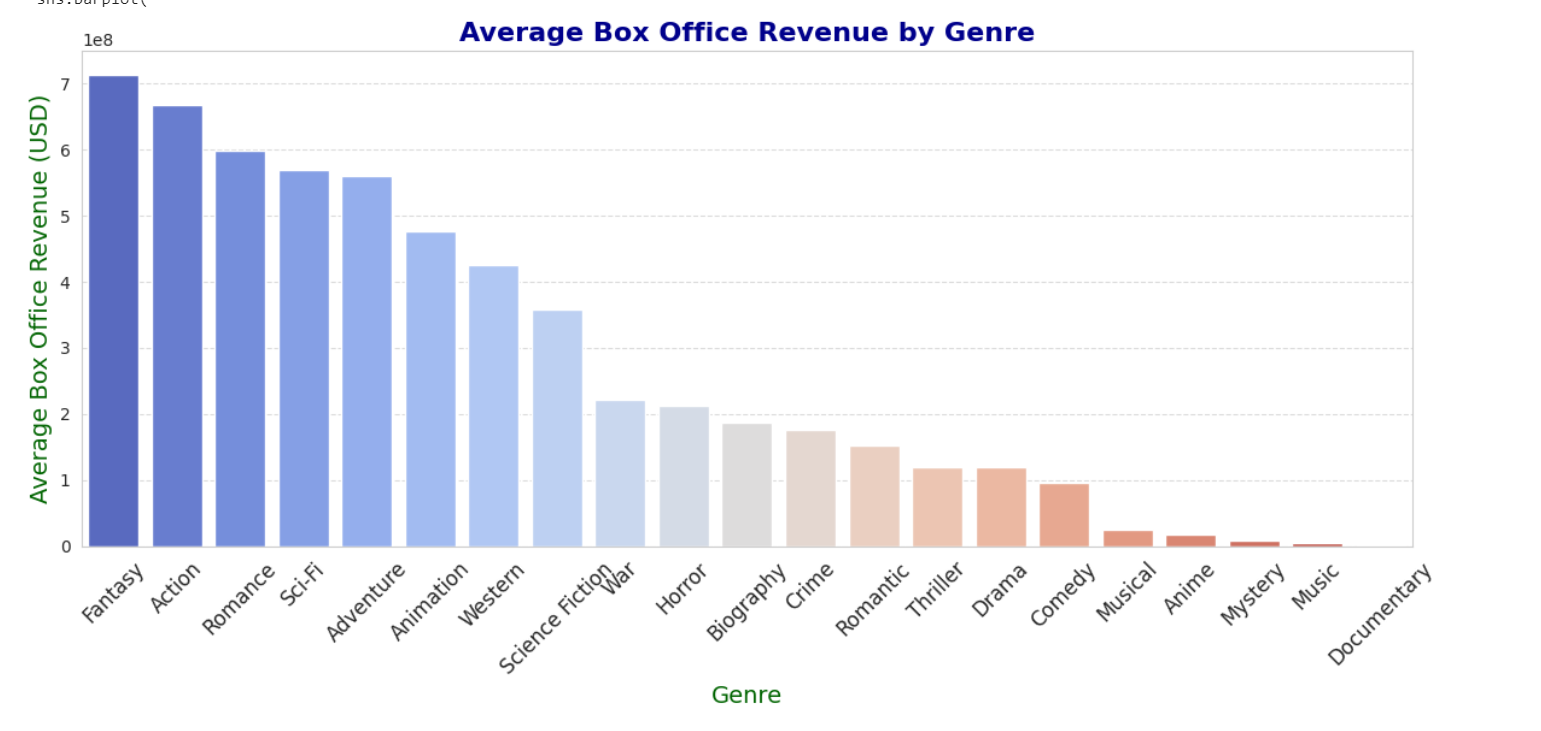 sns.barplot(
Average Box Office Revenue by Genre
1e8
Average Box Office Revenue (USD)
7
6
5
4
3
2
1
0
Fantasy
Action
Romance
Sci-Fi
Adventure
Animation
Western
Science Fiction
War
Horror
Biography
Crime
Romantic
Thriller
Drama
Comedy
Musical
Anime
Mystery
Music
Documentary
Genre